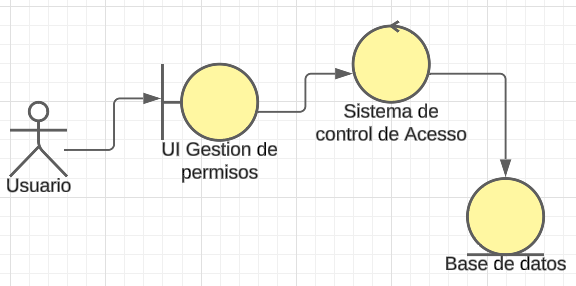 Sistema de
control de Acesso
UI Gestion de
permisos
Usuario
Base de datos